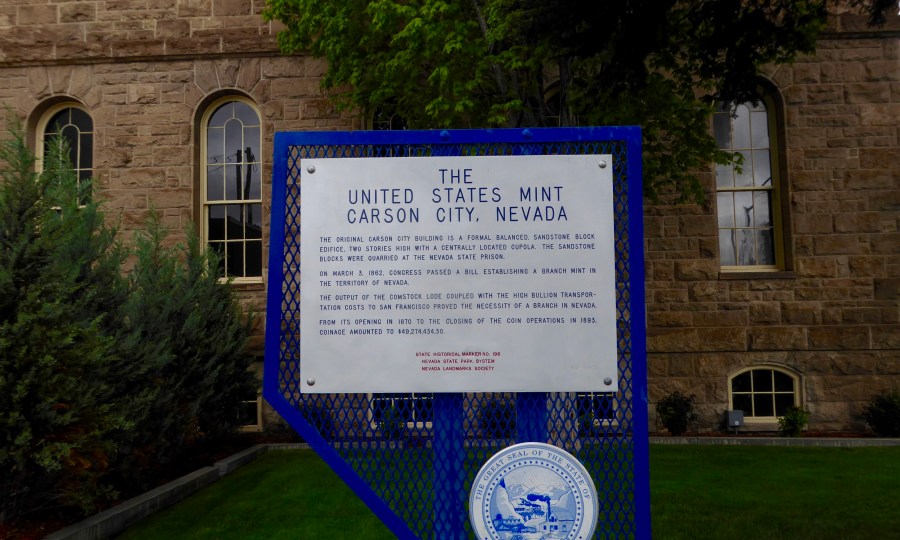 THE
UNITED STATES MINT
CARSON CITY, NEVADA
THE ORIGINAL CARSON CITY BUILDING IS A FORMAL BALANCED, SANDSTONE BLOCK
EDIFICE, TWO STORIES HIGH WITH A CENTRALLY LOCATED CUPOLA. THE SANDSTONE
BLOCKS WERE QUARRIED AT THE NEVADA STATE PRISON.
ON MARCH 3, 1862, CONGRESS PASSED A BILL ESTABLISHING A BRANCH MINT IN
THE TERRITORY OF NEVADA.
THE OUTPUT OF THE COMSTOCK LODE COUPLED WITH THE HIGH BULLION TRANSPOR-
TATION COSTS TO SAN FRANCISCO PROVED THE NECESSITY OF A BRANCH IN NEVADA.
FROM ITS OPENING IN 1870 TO THE CLOSING OF THE COIN OPERATIONS IN 1893,
COINAGE AMOUNTED TO $49,274,434.30.
STATE HISTORICAL MARKER NO. 196
NEVADA STATE PARK SYSTEM
NEVADA LANDMARKS SOCIETY
THE GREAT SEAL OF THE STATE OF